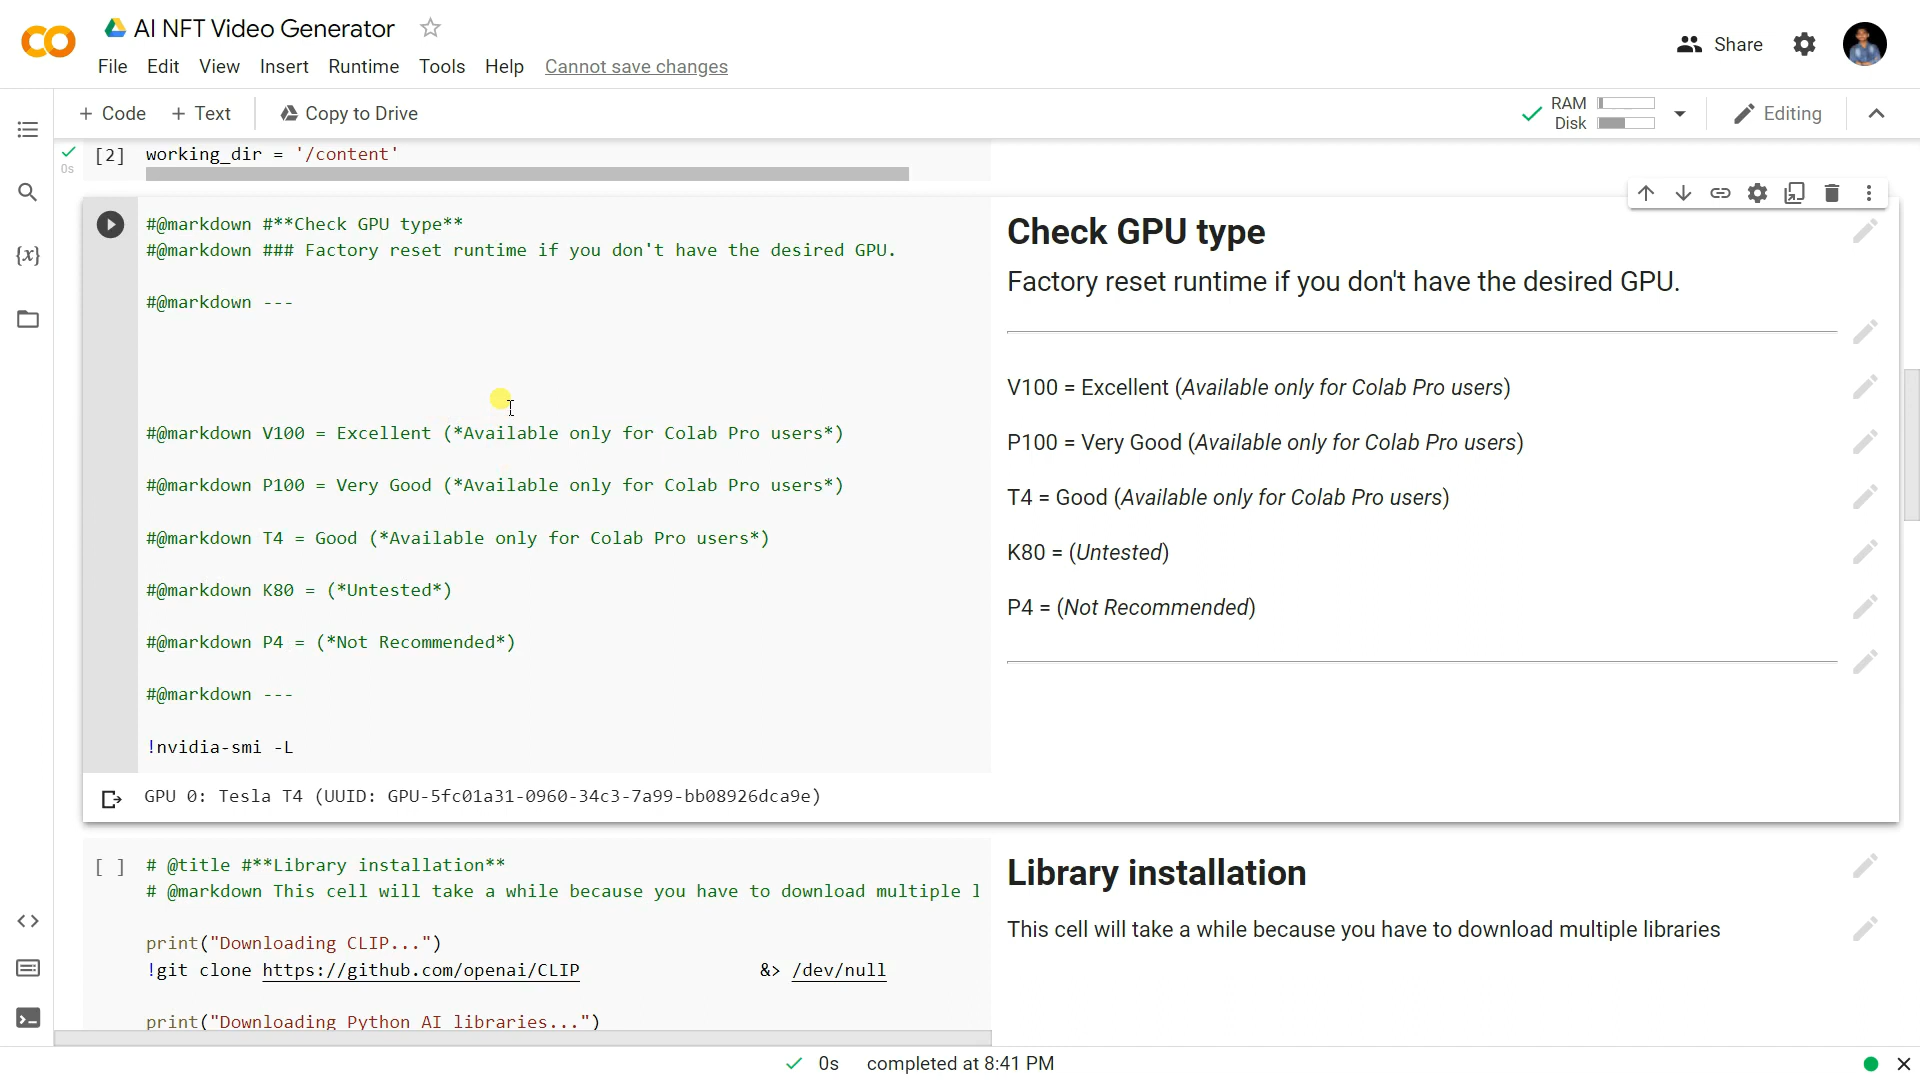 AI NFT Video Generator
File Edit View Insert Runtime Tools Help Cannot save changes
Share
+ Code + Text Copy to Drive
RAM
Disk
Editing
0s
[2] working_dir = '/content'
{x}
#@markdown #**Check GPU type**
#@markdown ### Factory reset runtime if you don't have the desired GPU.
#@markdown ---
#@markdown V100 = Excellent (*Available only for Colab Pro users*)
#@markdown P100 = Very Good (*Available only for Colab Pro users*)
#@markdown T4 = Good (*Available only for Colab Pro users*)
#@markdown K80 = (*Untested*)
#@markdown P4 = (*Not Recommended*)
#@markdown ---
!nvidia-smi -L
Check GPU type
Factory reset runtime if you don't have the desired GPU.
V100 = Excellent (Available only for Colab Pro users)
P100 = Very Good (Available only for Colab Pro users)
T4 = Good (Available only for Colab Pro users)
K80 = (Untested)
P4 = (Not Recommended)
GPU 0: Tesla T4 (UUID: GPU-5fc01a31-0960-34c3-7a99-bb08926dca9e)
[ ] # @title #**Library installation**
# @markdown This cell will take a while because you have to download multiple l
print("Downloading CLIP...")
!git clone https://github.com/openai/CLIP &> /dev/null
print("Downloading Python AI libraries...")
Library installation
This cell will take a while because you have to download multiple libraries
0s completed at 8:41 PM